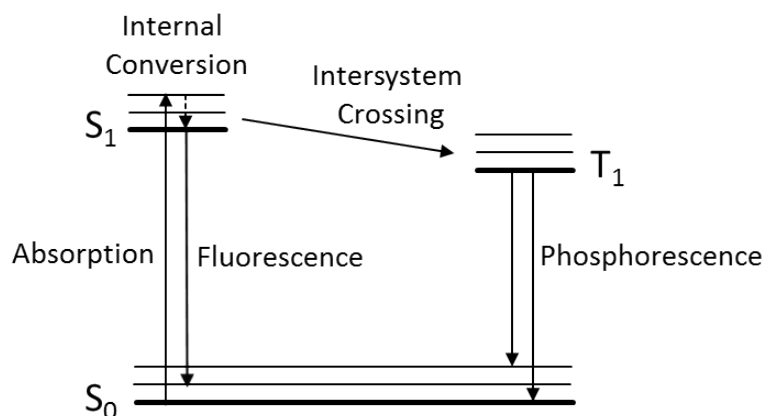 Internal
Conversion
Intersystem
Crossing
S₁
T₁
Absorption
Fluorescence
Phosphorescence
S₀